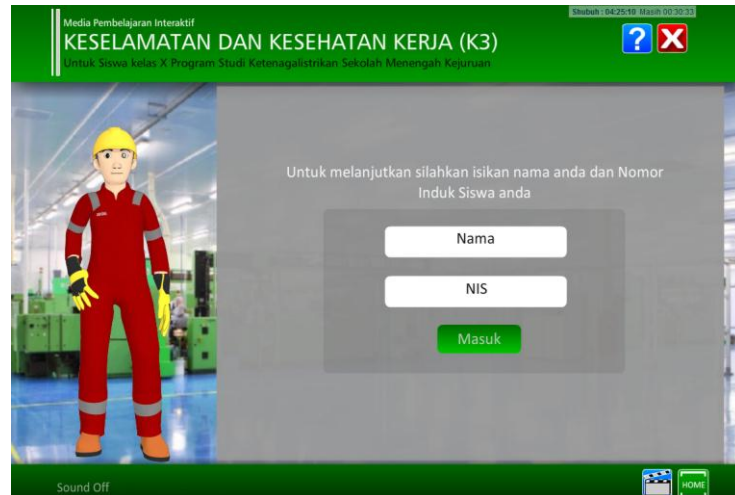 Shubuh : 04:25:10 Masih 00:30:33
Media Pembelajaran Interaktif
KESELAMATAN DAN KESEHATAN KERJA (K3)
Untuk Siswa kelas X Program Studi Ketenagalistrikan Sekolah Menengah Kejuruan
?
X
Untuk melanjutkan silahkan isikan nama anda dan Nomor
Induk Siswa anda
Nama
NIS
Masuk
Sound Off
HOME